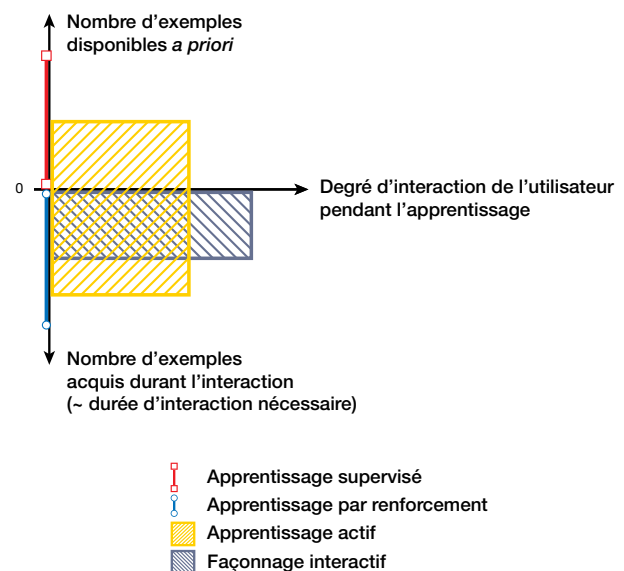 Nombre d'exemples
disponibles a priori
0
Degré d'interaction de l'utilisateur
pendant l'apprentissage
Nombre d'exemples
acquis durant l'interaction
(~ durée d'interaction nécessaire)
Apprentissage supervisé
Apprentissage par renforcement
Apprentissage actif
Façonnage interactif